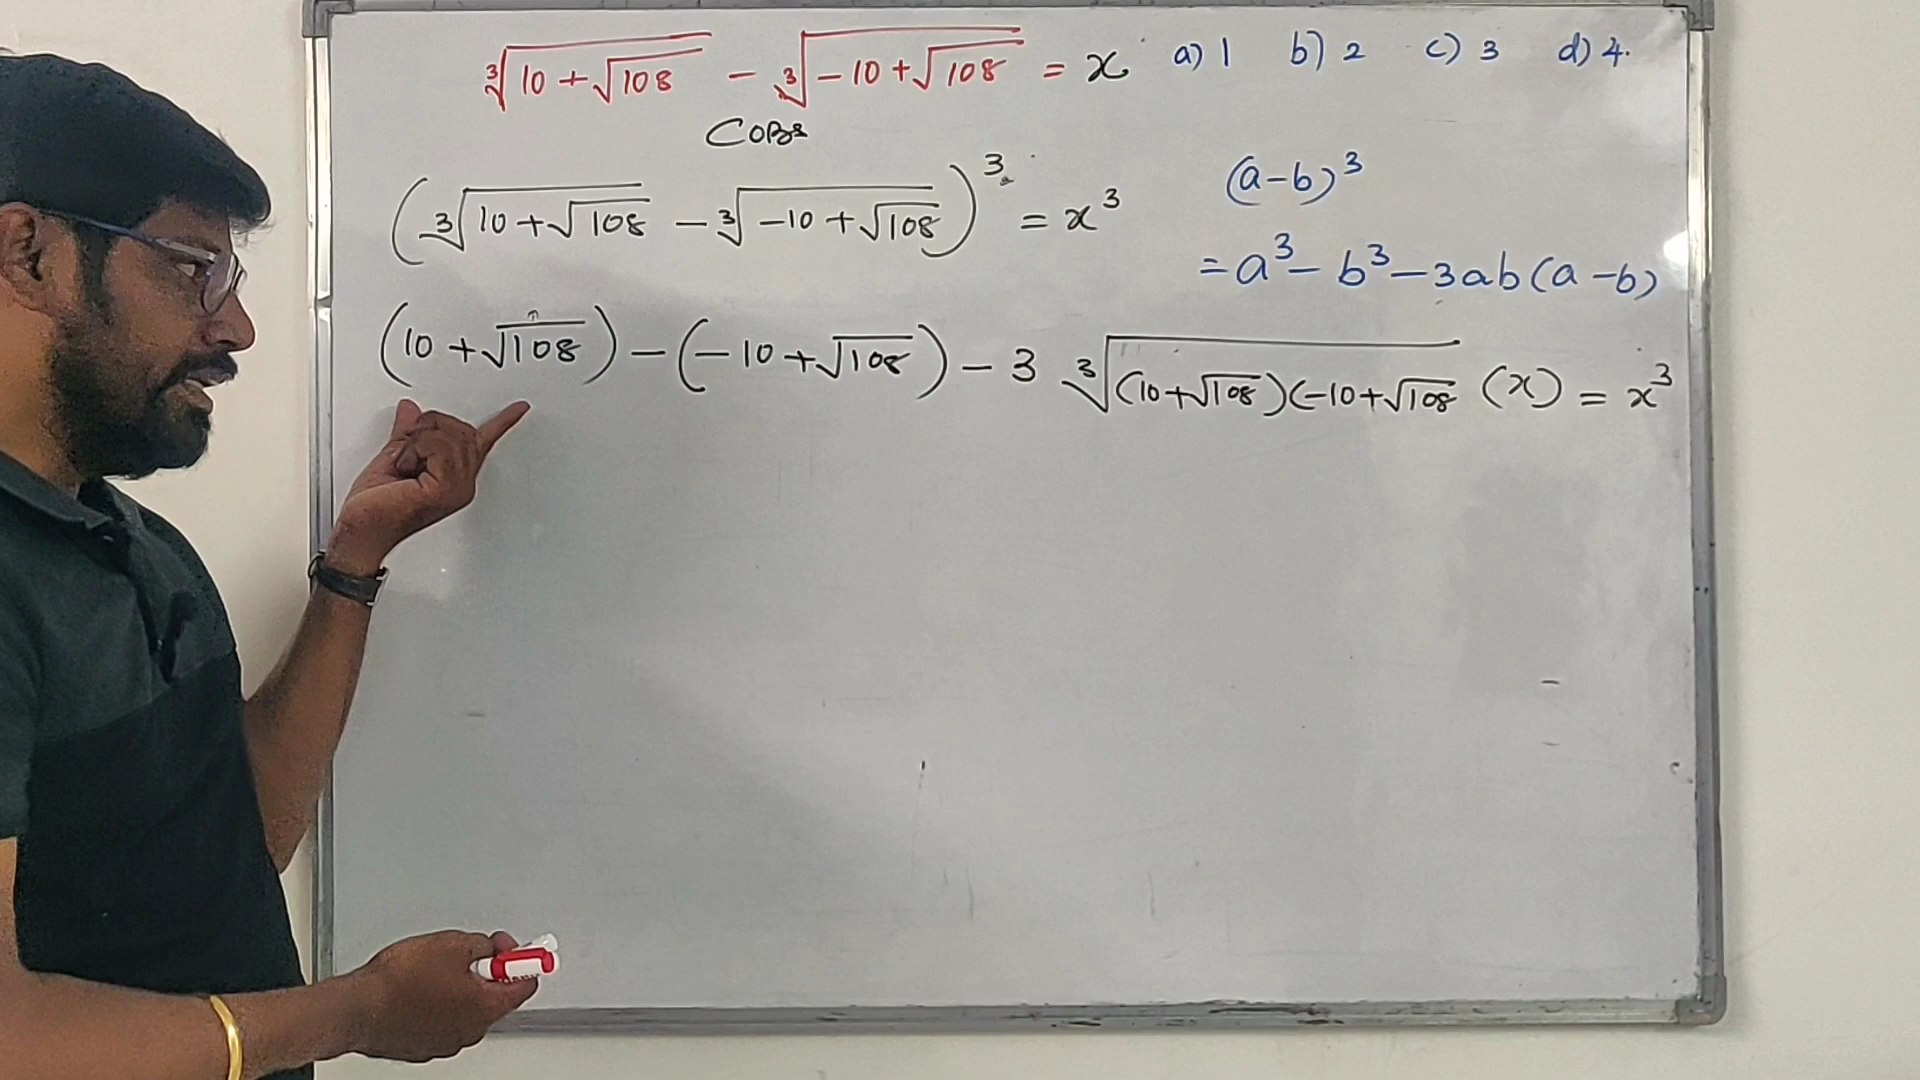 ∛(10 + √108) − ∛(−10 + √108) = x a) 1 b) 2 c) 3 d) 4.
(∛(10 + √108) − ∛(−10 + √108))³ = x³
(a-b)³
= a³ − b³ − 3ab(a − b)
(10 + √108) − (−10 + √108) − 3 ∛((10+√108)(−10+√108) (x) = x³